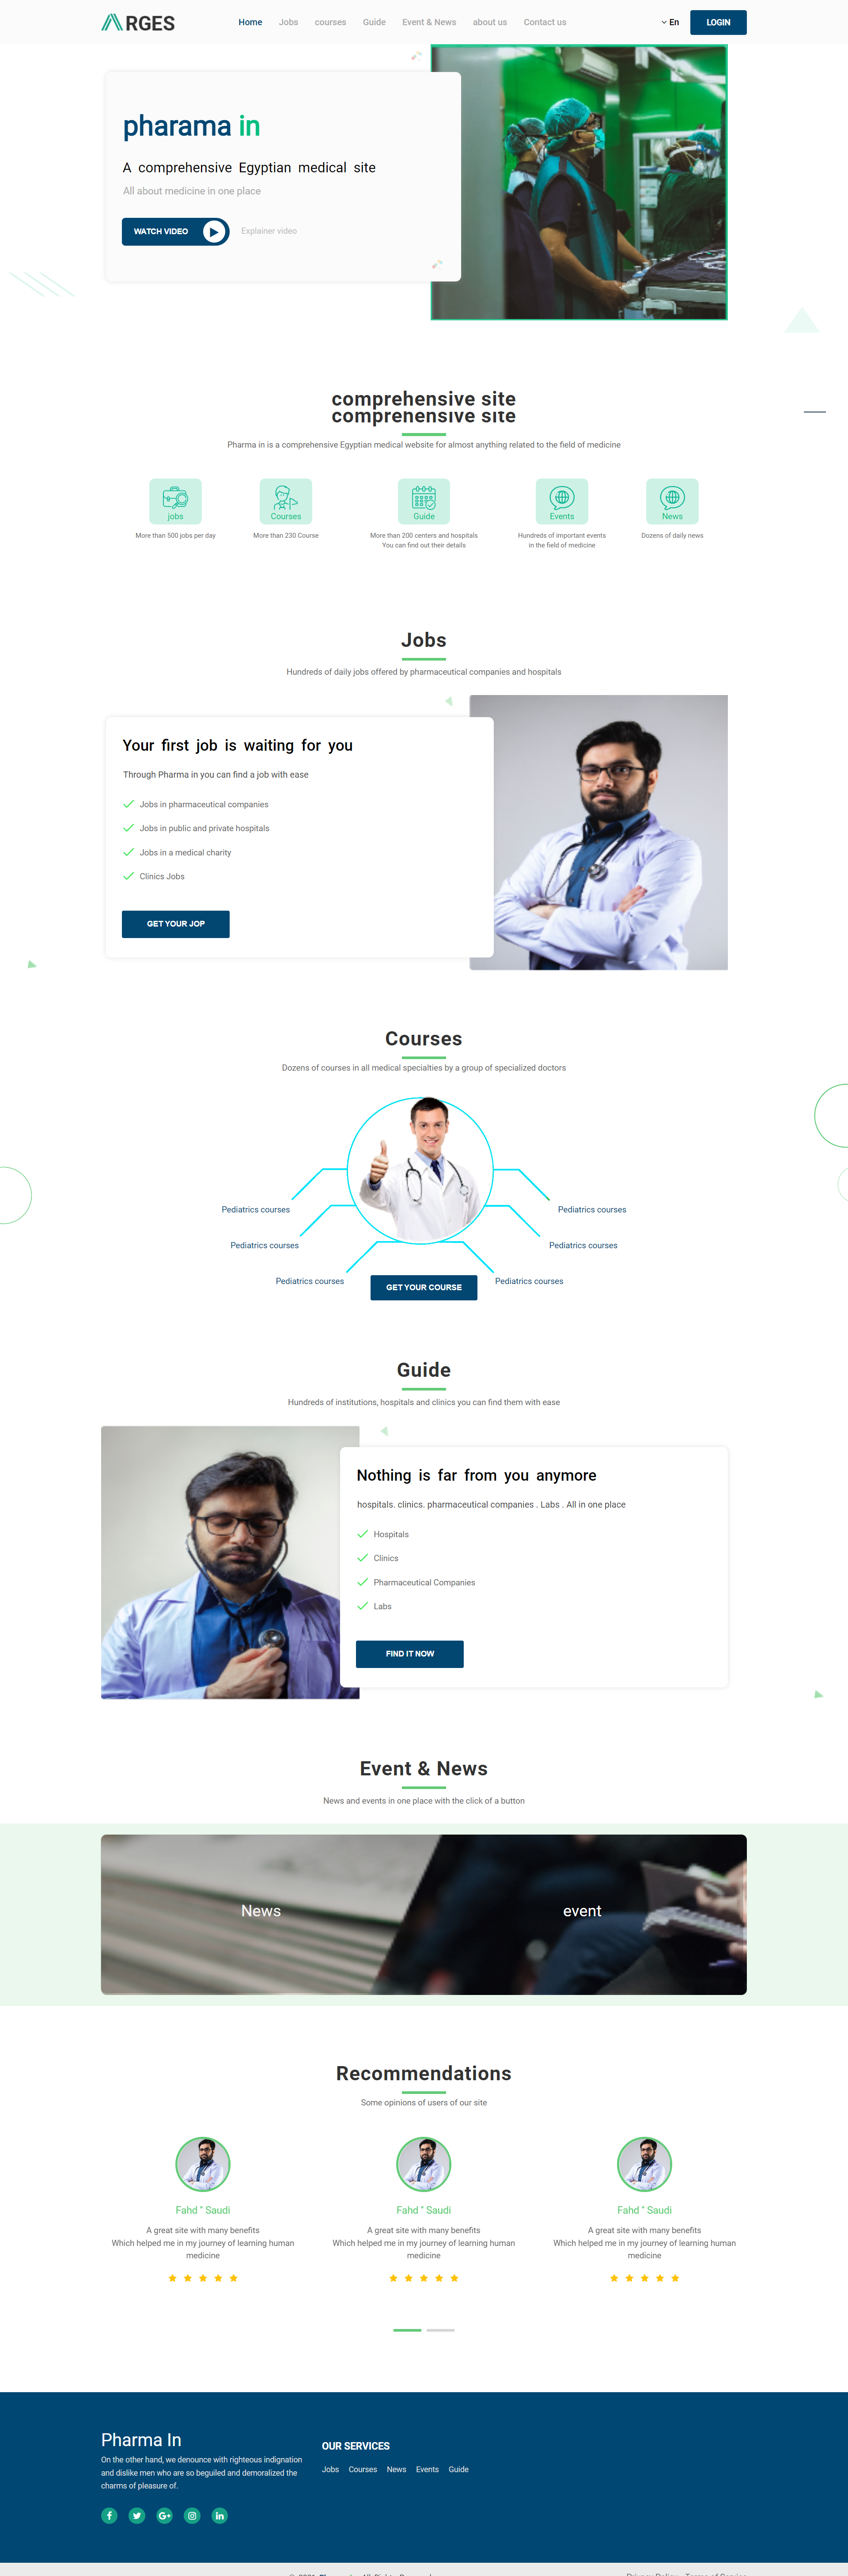 RGES
Home Jobs courses Guide Event & News about us Contact us
En
LOGIN
pharama in
A comprehensive Egyptian medical site
All about medicine in one place
WATCH VIDEO
Explainer video
comprehensive site
comprehensive site
Pharma in is a comprehensive Egyptian medical website for almost anything related to the field of medicine
jobs
Courses
Guide
Events
News
More than 500 jobs per day
More than 230 Course
More than 200 centers and hospitals
You can find out their details
Hundreds of important events
in the field of medicine
Dozens of daily news
Jobs
Hundreds of daily jobs offered by pharmaceutical companies and hospitals
Your first job is waiting for you
Through Pharma in you can find a job with ease
Jobs in pharmaceutical companies
Jobs in public and private hospitals
Jobs in a medical charity
Clinics Jobs
GET YOUR JOP
Courses
Dozens of courses in all medical specialties by a group of specialized doctors
Pediatrics courses
Pediatrics courses
Pediatrics courses
Pediatrics courses
Pediatrics courses
Pediatrics courses
GET YOUR COURSE
Guide
Hundreds of institutions, hospitals and clinics you can find them with ease
Nothing is far from you anymore
hospitals. clinics. pharmaceutical companies . Labs . All in one place
Hospitals
Clinics
Pharmaceutical Companies
Labs
FIND IT NOW
Event & News
News and events in one place with the click of a button
News
event
Recommendations
Some opinions of users of our site
Fahd " Saudi
A great site with many benefits
Which helped me in my journey of learning human
medicine
Fahd " Saudi
A great site with many benefits
Which helped me in my journey of learning human
medicine
Fahd " Saudi
A great site with many benefits
Which helped me in my journey of learning human
medicine
Pharma In
On the other hand, we denounce with righteous indignation
and dislike men who are so beguiled and demoralized the
charms of pleasure of.
OUR SERVICES
Jobs Courses News Events Guide